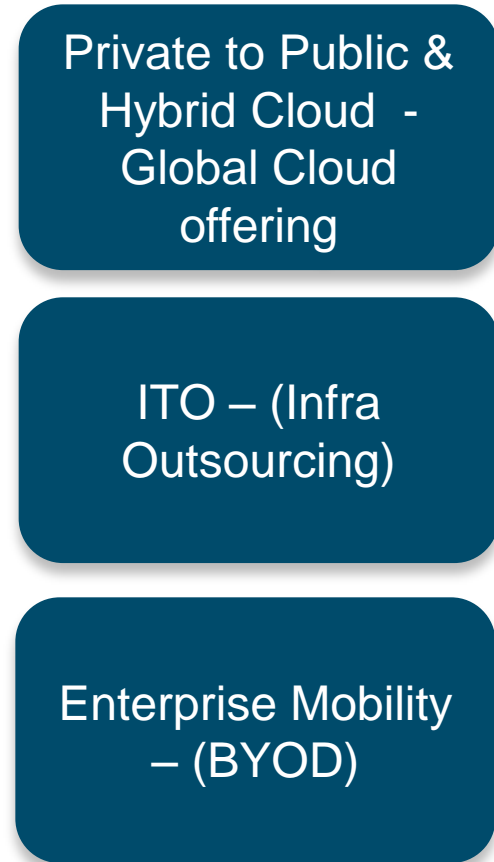 Private to Public &
Hybrid Cloud  -
Global Cloud
offering
ITO – (Infra
Outsourcing)
Enterprise Mobility
– (BYOD)